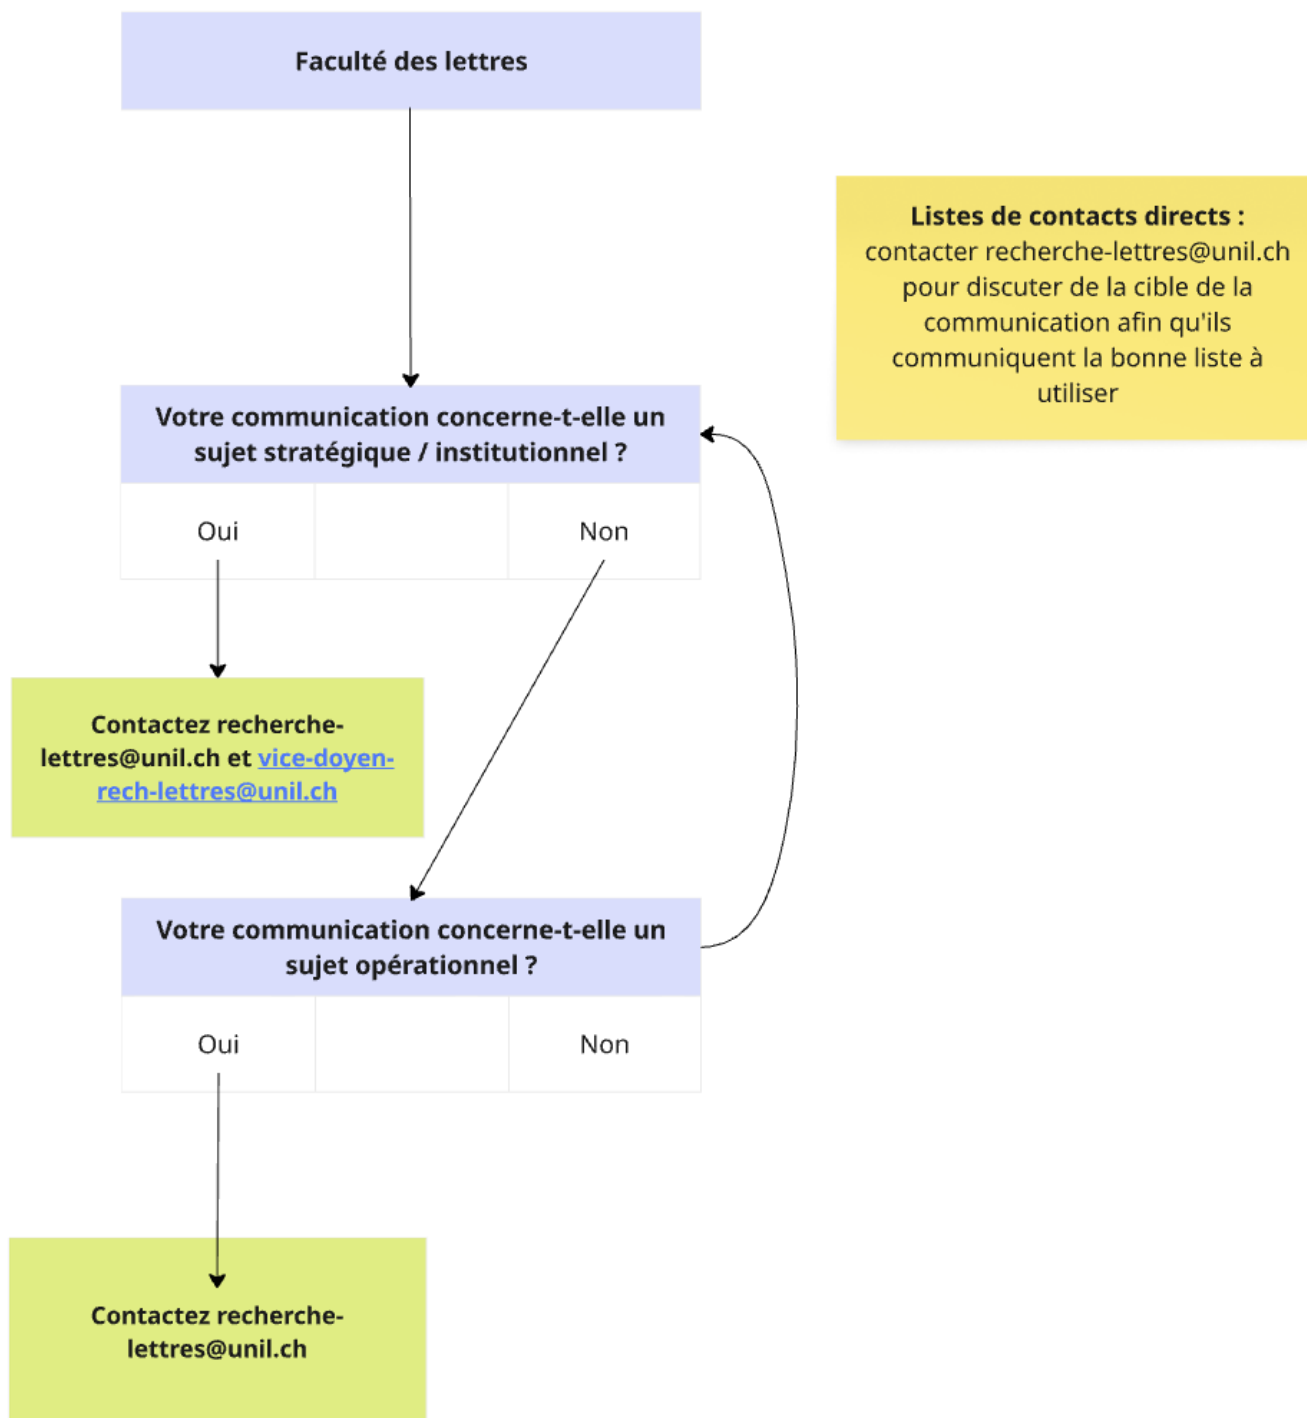 Faculté des lettres
Listes de contacts directs :
contacter recherche-lettres@unil.ch
pour discuter de la cible de la
communication afin qu'ils
communiquent la bonne liste à
utiliser
Votre communication concerne-t-elle un
sujet stratégique / institutionnel ?
Oui
Non
Contactez recherche-
lettres@unil.ch et vice-doyen-
rech-lettres@unil.ch
Votre communication concerne-t-elle un
sujet opérationnel ?
Oui
Non
Contactez recherche-
lettres@unil.ch